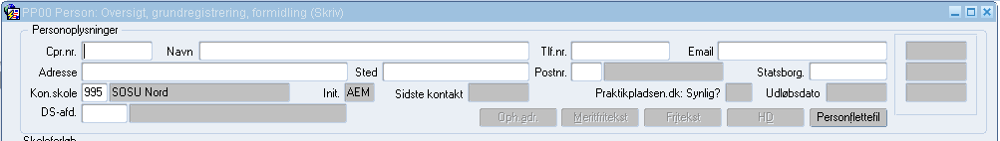 PP00 Person: Oversigt, grundregistrering, formidling (Skriv)
Personoplysninger
Cpr.nr. Navn Tlf.nr. Email
Adresse Sted Postnr. Statsborg.
Kon.skole 995 SOSU Nord Init. AEM Sidste kontakt Praktikpladsen.dk: Synlig? Udløbsdato
DS-afd.
Oph.adr Meritfritekst Fritekst HD Personflettefil
Skoleforløb